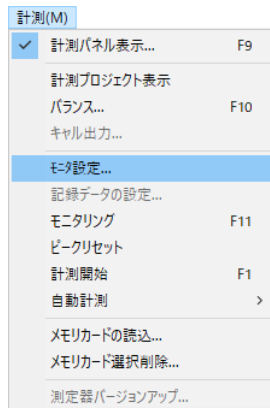 計測(M)
計測パネル表示... F9
計測プロジェクト表示
バランス... F10
キャル出力...
ﾓﾆﾀ設定...
記録データの設定...
モニタリング F11
ピークリセット
計測開始 F1
自動計測
メモリカードの読込...
メモリカード選択削除...
測定器バージョンアップ...